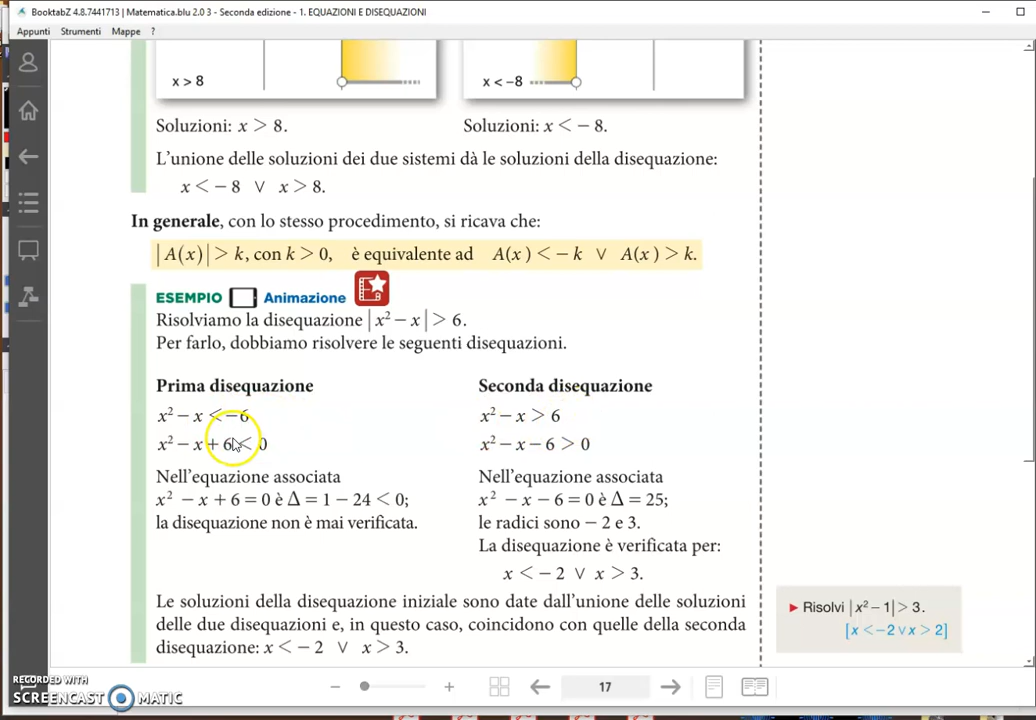 BooktabZ 4.8.7441713 | Matematica.blu 2.0 3 - Seconda edizione - 1. EQUAZIONI E DISEQUAZIONI
Appunti Strumenti Mappe ?
x > 8
x < −8
Soluzioni: x > 8.
Soluzioni: x < − 8.
L'unione delle soluzioni dei due sistemi dà le soluzioni della disequazione:
x < − 8 ∨ x > 8.
In generale, con lo stesso procedimento, si ricava che:
|A(x)| > k, con k > 0, è equivalente ad A(x) < − k ∨ A(x) > k.
ESEMPIO Animazione
Risolviamo la disequazione |x² − x| > 6.
Per farlo, dobbiamo risolvere le seguenti disequazioni.
Prima disequazione
x² − x < −6
x² − x + 6 < 0
Nell'equazione associata
x² − x + 6 = 0 è Δ = 1 − 24 < 0;
la disequazione non è mai verificata.
Seconda disequazione
x² − x > 6
x² − x − 6 > 0
Nell'equazione associata
x² − x − 6 = 0 è Δ = 25;
le radici sono − 2 e 3.
La disequazione è verificata per:
x < − 2 ∨ x > 3.
Le soluzioni della disequazione iniziale sono date dall'unione delle soluzioni
delle due disequazioni e, in questo caso, coincidono con quelle della seconda
disequazione: x < − 2 ∨ x > 3.
▶ Risolvi |x² − 1| > 3.
[x < −2 ∨ x > 2]
RECORDED WITH
SCREENCAST MATIC
17